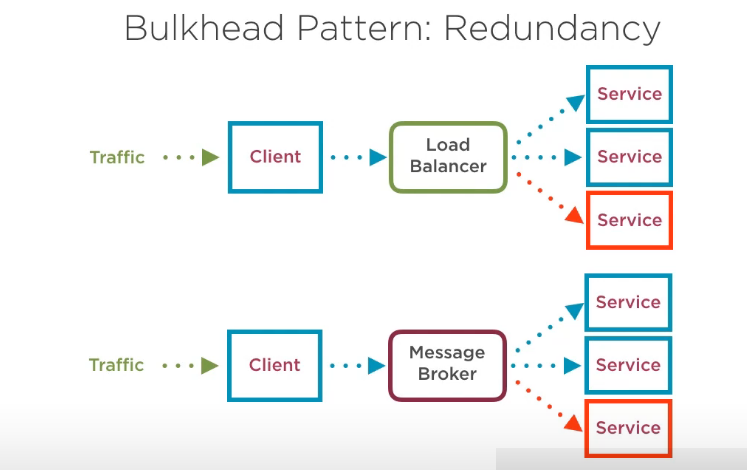 Bulkhead Pattern: Redundancy
Service
Traffic
Client
Load
Balancer
Service
Service
Service
Traffic
Client
Message
Broker
Service
Service